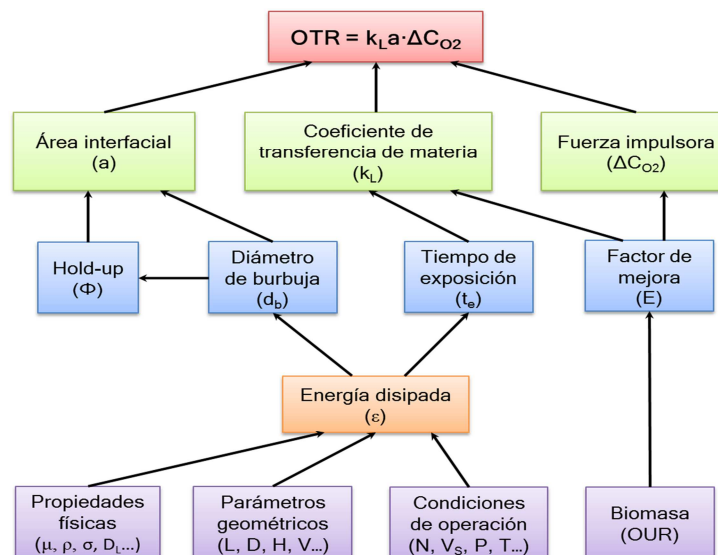 OTR = kLa·ΔCO2
Área interfacial
(a)
Coeficiente de
transferencia de materia
(kL)
Fuerza impulsora
(ΔCO2)
Hold-up
(Φ)
Diámetro
de burbuja
(db)
Tiempo de
exposición
(te)
Factor de
mejora
(E)
Energía disipada
(ε)
Propiedades
físicas
(μ, ρ, σ, DL...)
Parámetros
geométricos
(L, D, H, V...)
Condiciones
de operación
(N, VS, P, T...)
Biomasa
(OUR)